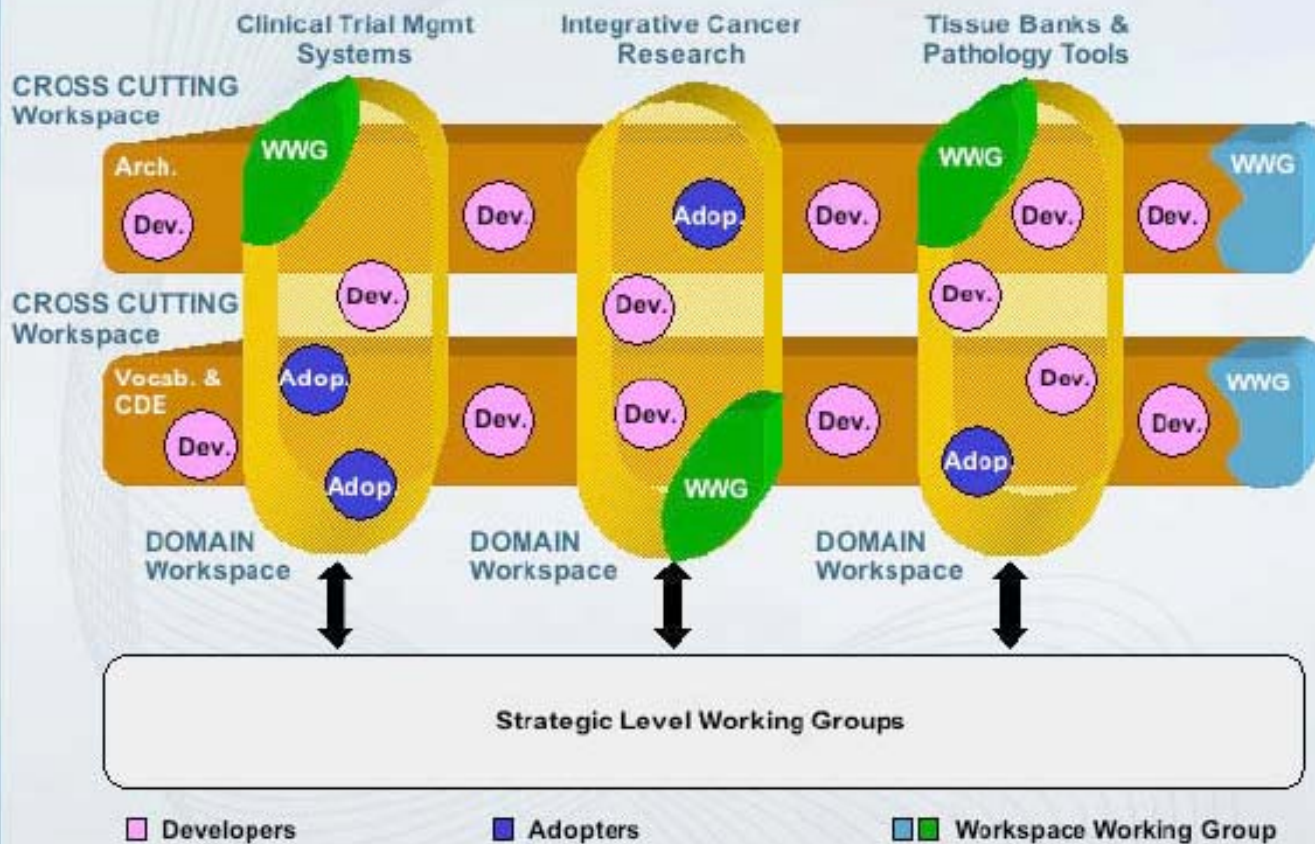 Clinical Trial Mgmt
Systems
Integrative Cancer
Research
Tissue Banks &
Pathology Tools
CROSS CUTTING
Workspace
Arch.
WWG
WWG
WWG
Dev.
Dev.
Adop.
Dev.
Dev.
Dev.
CROSS CUTTING
Workspace
Dev.
Dev.
Dev.
Vocab. &
CDE
Adop.
Dev.
WWG
Dev.
Dev.
Dev.
Dev.
Dev.
Adop.
Adop.
WWG
DOMAIN
Workspace
DOMAIN
Workspace
DOMAIN
Workspace
Strategic Level Working Groups
Developers
Adopters
Workspace Working Group